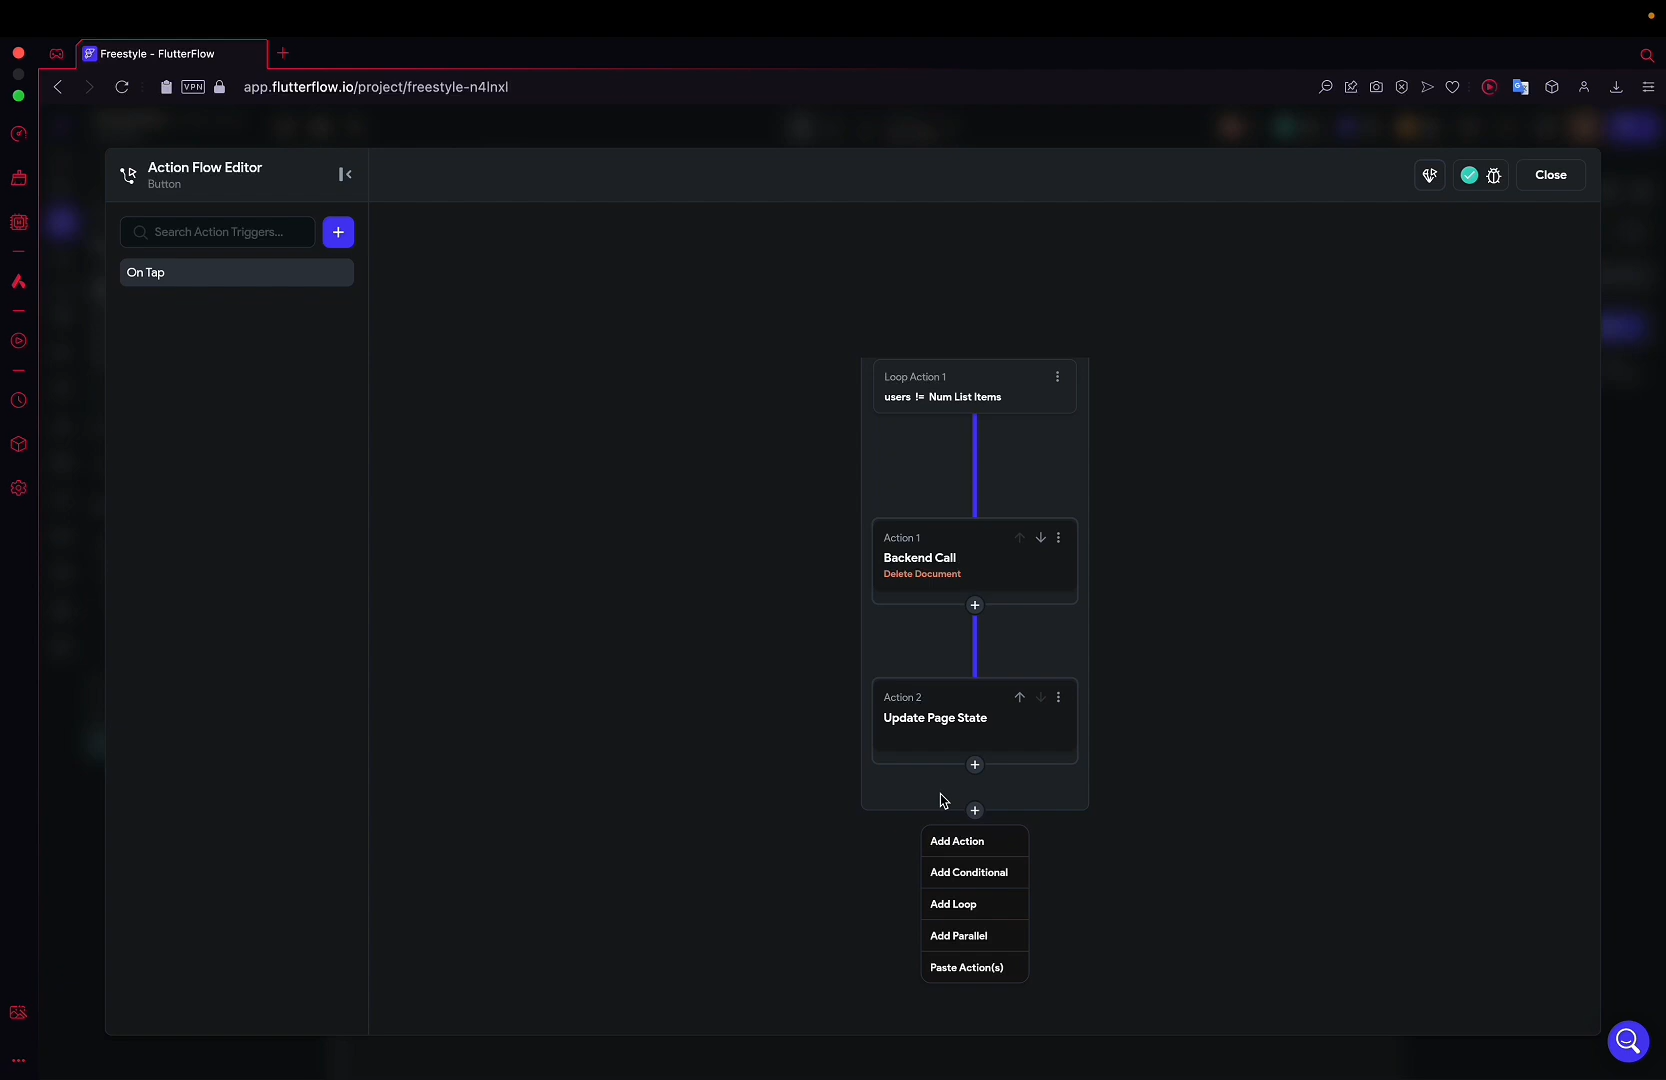 Freestyle - FlutterFlow
VPN
app.flutterflow.io/project/freestyle-n4lnxl
Action Flow Editor
Button
Close
Search Action Triggers...
On Tap
Loop Action 1
users != Num List Items
Action 1
Backend Call
Delete Document
Action 2
Update Page State
Add Action
Add Conditional
Add Loop
Add Parallel
Paste Action(s)